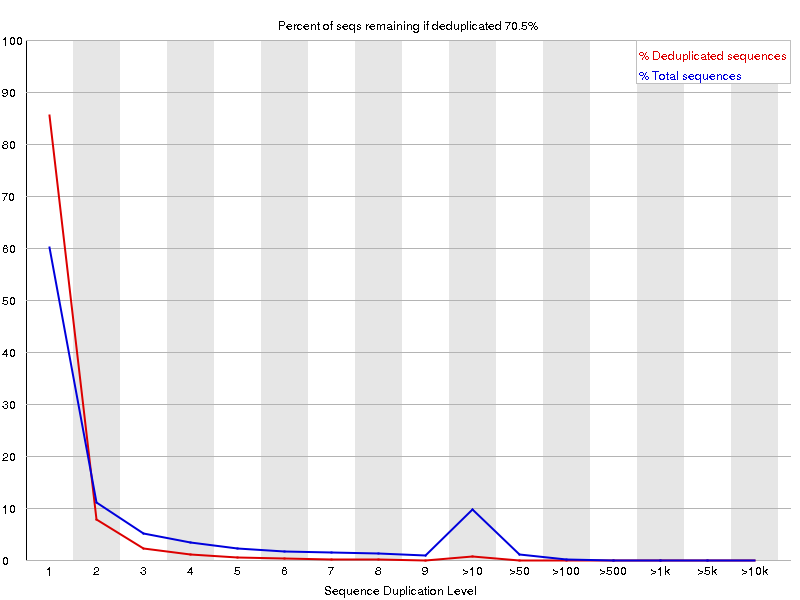 Percent of seqs remaining if deduplicated 70.5%
100
% Deduplicated sequences
% Total sequences
90
80
70
60
50
40
30
20
10
0
1 2 3 4 5 6 7 8 9 >10 >50 >100 >500 >1k >5k >10k
Sequence Duplication Level